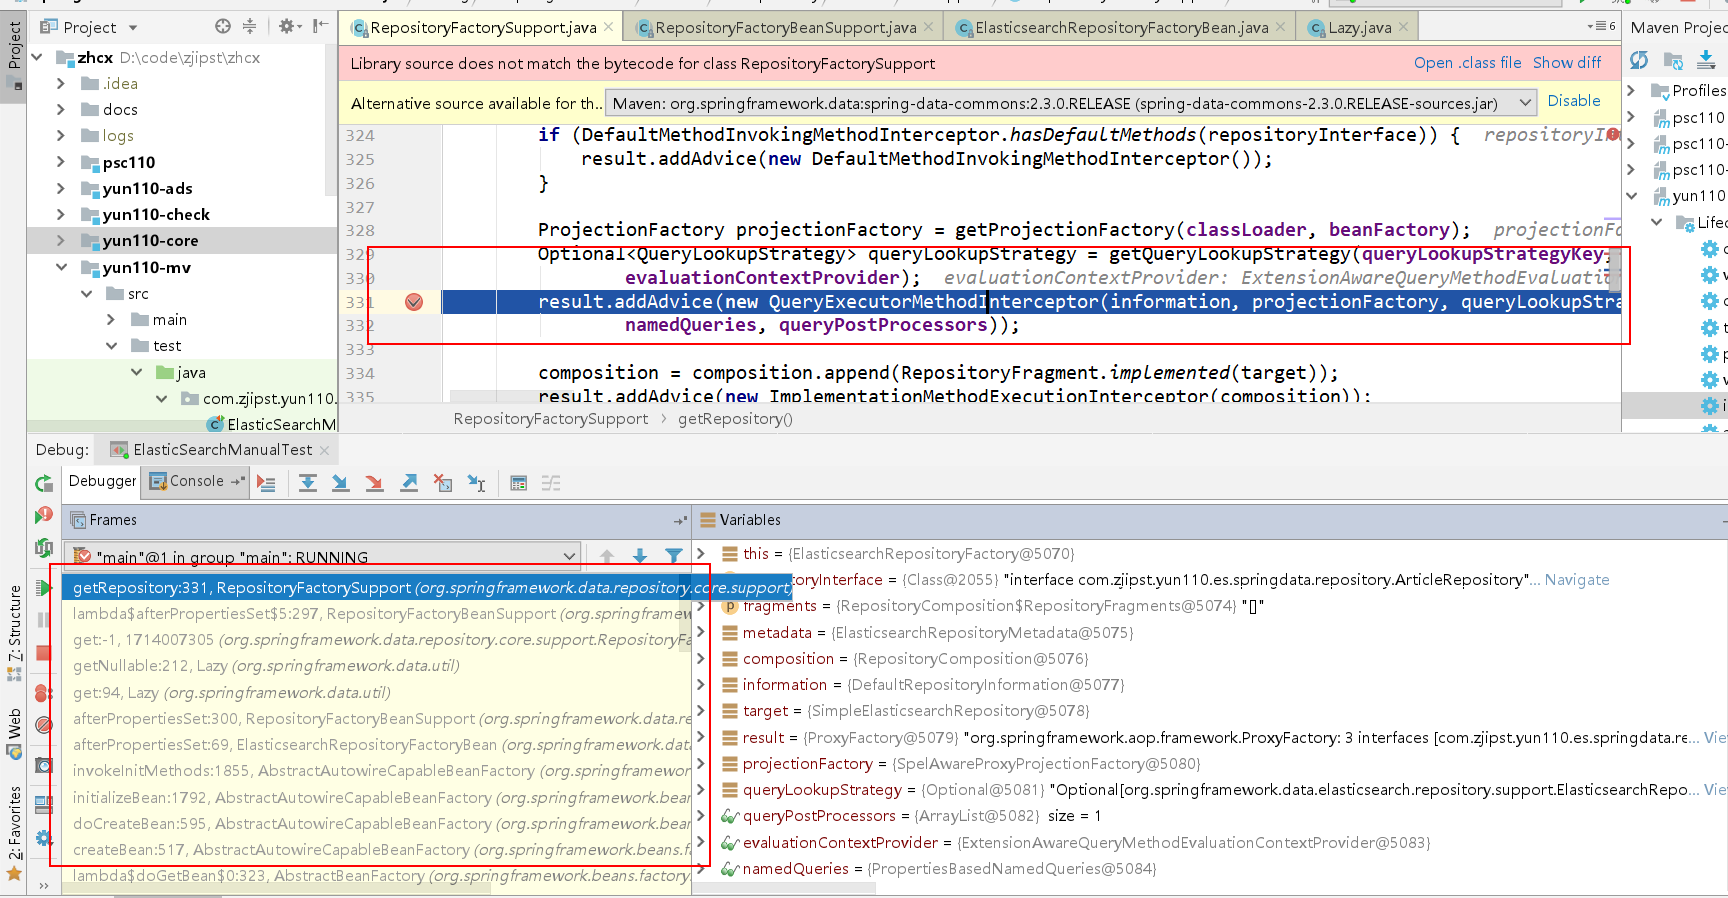 Project
RepositoryFactorySupport.java
RepositoryFactoryBeanSupport.java
ElasticsearchRepositoryFactoryBean.java
Lazy.java
6
Maven Projec
Project
zhcx D:\code\zjipst\zhcx
.idea
docs
logs
psc110
yun110-ads
yun110-check
yun110-core
yun110-mv
src
main
test
java
com.zjipst.yun110.
ElasticSearchM
Library source does not match the bytecode for class RepositoryFactorySupport
Open .class file Show diff
Alternative source available for th..
Maven: org.springframework.data:spring-data-commons:2.3.0.RELEASE (spring-data-commons-2.3.0.RELEASE-sources.jar)
Disable
324 if (DefaultMethodInvokingMethodInterceptor.hasDefaultMethods(repositoryInterface)) { repositoryIn
325 result.addAdvice(new DefaultMethodInvokingMethodInterceptor());
326 }
327
328 ProjectionFactory projectionFactory = getProjectionFactory(classLoader, beanFactory); projectionFa
329 Optional<QueryLookupStrategy> queryLookupStrategy = getQueryLookupStrategy(queryLookupStrategyKey,
330 evaluationContextProvider); evaluationContextProvider: ExtensionAwareQueryMethodEvaluati
331 result.addAdvice(new QueryExecutorMethodInterceptor(information, projectionFactory, queryLookupStra
332 namedQueries, queryPostProcessors));
333
334 composition = composition.append(RepositoryFragment.implemented(target));
335 result.addAdvice(new ImplementationMethodExecutionInterceptor(composition));
RepositoryFactorySupport › getRepository()
Profiles
psc110
psc110-
psc110-
yun110
Lifec
Debug: ElasticSearchManualTest
Debugger Console
Frames
"main"@1 in group "main": RUNNING
getRepository:331, RepositoryFactorySupport (org.springframework.data.repository.core.support)
lambda$afterPropertiesSet$5:297, RepositoryFactoryBeanSupport (org.springframew
get:-1, 1714007305 (org.springframework.data.repository.core.support.RepositoryFa
getNullable:212, Lazy (org.springframework.data.util)
get:94, Lazy (org.springframework.data.util)
afterPropertiesSet:300, RepositoryFactoryBeanSupport (org.springframework.data.re
afterPropertiesSet:69, ElasticsearchRepositoryFactoryBean (org.springframework.dat
invokeInitMethods:1855, AbstractAutowireCapableBeanFactory (org.springframewor
initializeBean:1792, AbstractAutowireCapableBeanFactory (org.springframework.bea
doCreateBean:595, AbstractAutowireCapableBeanFactory (org.springframework.bear
createBean:517, AbstractAutowireCapableBeanFactory (org.springframework.beans.f
lambda$doGetBean$0:323, AbstractBeanFactory (org.springframework.beans.factory.
Variables
this = {ElasticsearchRepositoryFactory@5070}
toryInterface = {Class@2055} "interface com.zjipst.yun110.es.springdata.repository.ArticleRepository"... Navigate
fragments = {RepositoryComposition$RepositoryFragments@5074} "[]"
metadata = {ElasticsearchRepositoryMetadata@5075}
composition = {RepositoryComposition@5076}
information = {DefaultRepositoryInformation@5077}
target = {SimpleElasticsearchRepository@5078}
result = {ProxyFactory@5079} "org.springframework.aop.framework.ProxyFactory: 3 interfaces [com.zjipst.yun110.es.springdata.re... Vie
projectionFactory = {SpelAwareProxyProjectionFactory@5080}
queryLookupStrategy = {Optional@5081} "Optional[org.springframework.data.elasticsearch.repository.support.ElasticsearchRepo... Vie
queryPostProcessors = {ArrayList@5082} size = 1
evaluationContextProvider = {ExtensionAwareQueryMethodEvaluationContextProvider@5083}
namedQueries = {PropertiesBasedNamedQueries@5084}
7: Structure
Web
2: Favorites